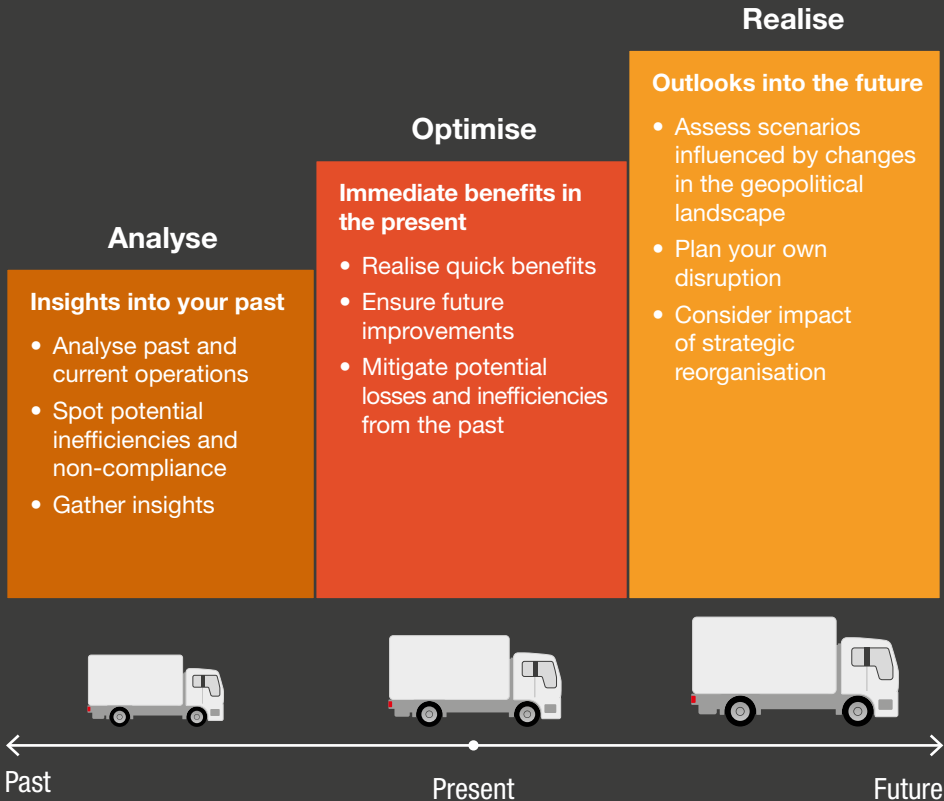 Analyse
Insights into your past
• Analyse past and
current operations
• Spot potential
inefficiencies and
non-compliance
• Gather insights
Optimise
Immediate benefits in
the present
• Realise quick benefits
• Ensure future
improvements
• Mitigate potential
losses and inefficiencies
from the past
Realise
Outlooks into the future
• Assess scenarios
influenced by changes
in the geopolitical
landscape
• Plan your own
disruption
• Consider impact
of strategic
reorganisation
Past
Present
Future